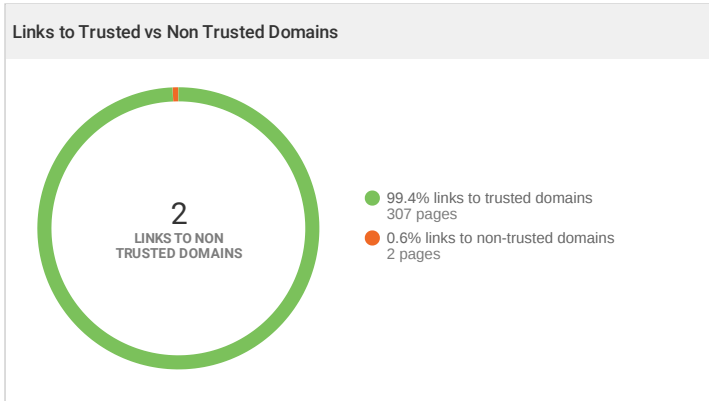 Links to Trusted vs Non Trusted Domains
2
LINKS TO NON
TRUSTED DOMAINS
99.4% links to trusted domains
307 pages
0.6% links to non-trusted domains
2 pages